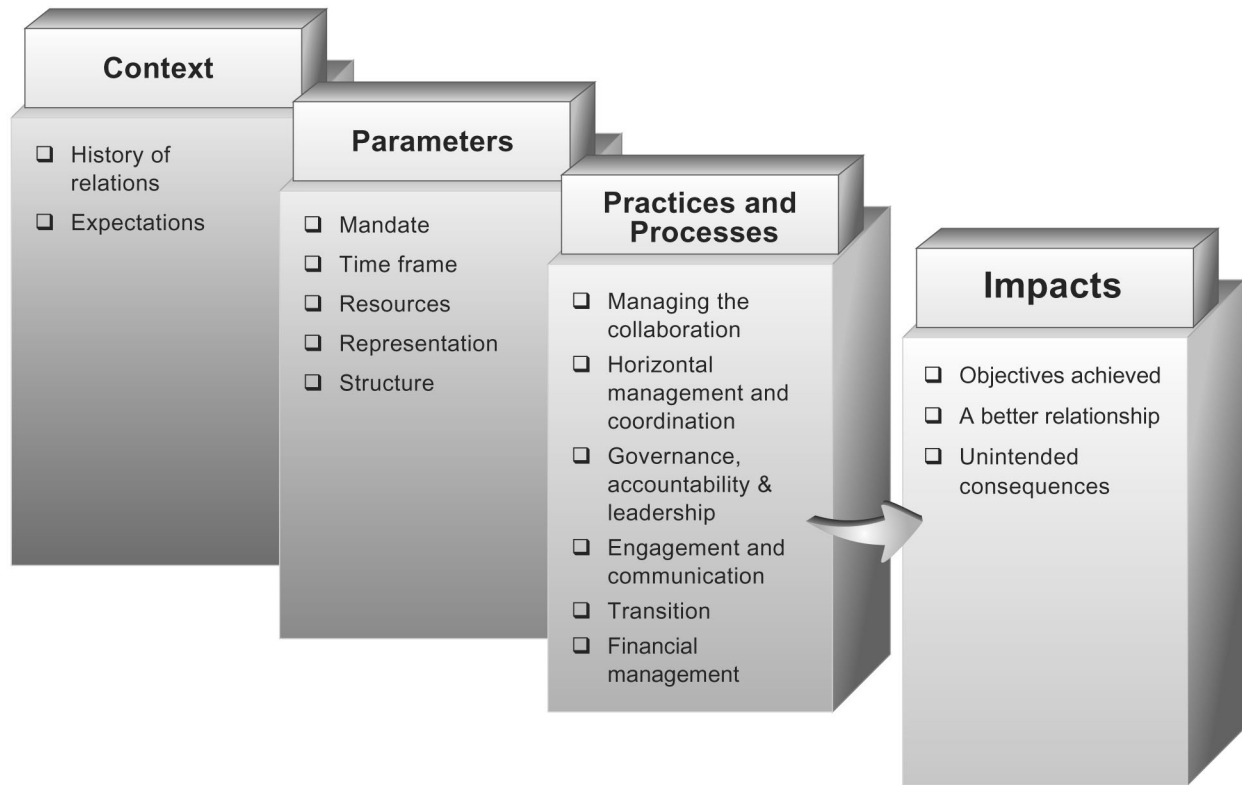 Context
❑ History of
relations
❑ Expectations
Parameters
❑ Mandate
❑ Time frame
❑ Resources
❑ Representation
❑ Structure
Practices and
Processes
❑ Managing the
collaboration
❑ Horizontal
management and
coordination
❑ Governance,
accountability &
leadership
❑ Engagement and
communication
❑ Transition
❑ Financial
management
Impacts
❑ Objectives achieved
❑ A better relationship
❑ Unintended
consequences